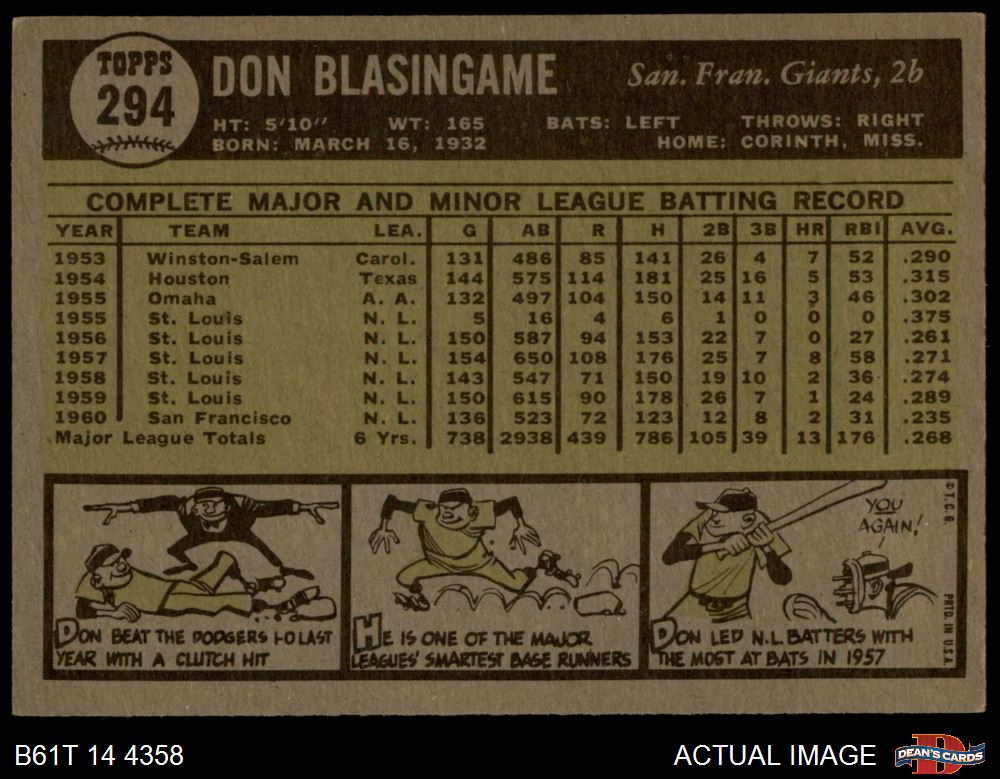 TOPPS
294
DON BLASINGAME
San. Fran. Giants, 2b
HT: 5'10" WT: 165 BATS: LEFT THROWS: RIGHT
BORN: MARCH 16, 1932 HOME: CORINTH, MISS.
COMPLETE MAJOR AND MINOR LEAGUE BATTING RECORD
YEAR TEAM LEA. G AB R H 2B 3B HR RBI AVG.
1953 Winston-Salem Carol. 131 486 85 141 26 4 7 52 .290
1954 Houston Texas 144 575 114 181 25 16 5 53 .315
1955 Omaha A. A. 132 497 104 150 14 11 3 46 .302
1955 St. Louis N. L. 5 16 4 6 1 0 0 0 .375
1956 St. Louis N. L. 150 587 94 153 22 7 0 27 .261
1957 St. Louis N. L. 154 650 108 176 25 7 8 58 .271
1958 St. Louis N. L. 143 547 71 150 19 10 2 36 .274
1959 St. Louis N. L. 150 615 90 178 26 7 1 24 .289
1960 San Francisco N. L. 136 523 72 123 12 8 2 31 .235
Major League Totals 6 Yrs. 738 2938 439 786 105 39 13 176 .268
DON BEAT THE DODGERS 1-0 LAST
YEAR WITH A CLUTCH HIT
HE IS ONE OF THE MAJOR
LEAGUES' SMARTEST BASE RUNNERS
YOU
AGAIN!
DON LED N.L. BATTERS WITH
THE MOST AT BATS IN 1957
© T. C. G.
PRTD. IN U.S.A.
B61T 14 4358
ACTUAL IMAGE
DEAN'S CARDS